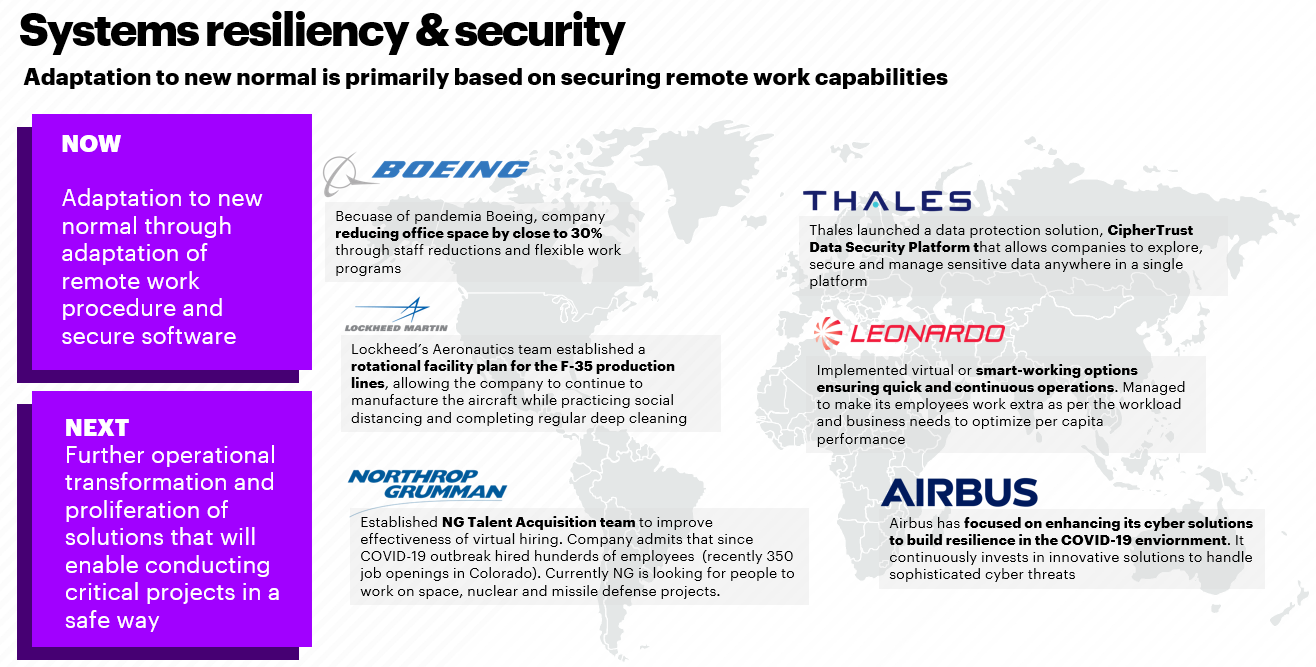 Systems resiliency & security
Adaptation to new normal is primarily based on securing remote work capabilities
NOW
Adaptation to new
normal through
adaptation of
remote work
procedure and
secure software
NEXT
Further operational
transformation and
proliferation of
solutions that will
enable conducting
critical projects in a
safe way
BOEING
Becuase of pandemia Boeing, company
reducing office space by close to 30%
through staff reductions and flexible work
programs
LOCKHEED MARTIN
Lockheed’s Aeronautics team established a
rotational facility plan for the F-35 production
lines, allowing the company to continue to
manufacture the aircraft while practicing social
distancing and completing regular deep cleaning
NORTHROP
GRUMMAN
Established NG Talent Acquisition team to improve
effectiveness of virtual hiring. Company admits that since
COVID-19 outbreak hired hunderds of employees (recently 350
job openings in Colorado). Currently NG is looking for people to
work on space, nuclear and missile defense projects.
THALES
Thales launched a data protection solution, CipherTrust
Data Security Platform that allows companies to explore,
secure and manage sensitive data anywhere in a single
platform
LEONARDO
Implemented virtual or smart-working options
ensuring quick and continuous operations. Managed
to make its employees work extra as per the workload
and business needs to optimize per capita
performance
AIRBUS
Airbus has focused on enhancing its cyber solutions
to build resilience in the COVID-19 enviornment. It
continuously invests in innovative solutions to handle
sophisticated cyber threats